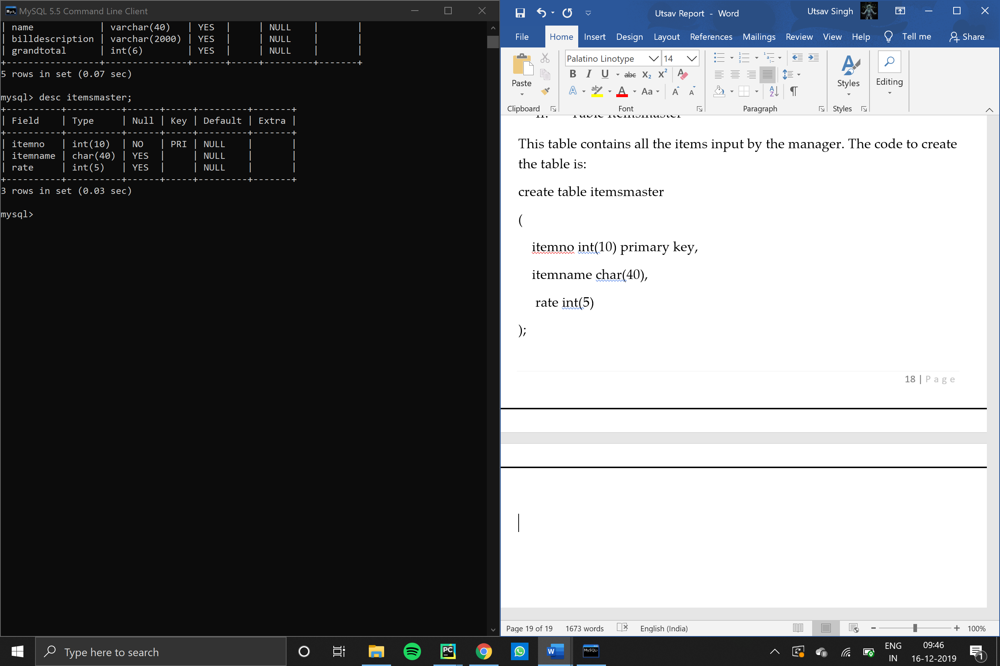 MySQL 5.5 Command Line Client
| name | varchar(40) | YES | | NULL | |
| billdescription | varchar(2000) | YES | | NULL | |
| grandtotal | int(6) | YES | | NULL | |
+-----------------+---------------+------+-----+---------+-------+
5 rows in set (0.07 sec)
mysql> desc itemsmaster;
+----------+----------+------+-----+---------+-------+
| Field | Type | Null | Key | Default | Extra |
+----------+----------+------+-----+---------+-------+
| itemno | int(10) | NO | PRI | NULL | |
| itemname | char(40) | YES | | NULL | |
| rate | int(5) | YES | | NULL | |
+----------+----------+------+-----+---------+-------+
3 rows in set (0.03 sec)
mysql>
Utsav Report - Word
Utsav Singh
File Home Insert Design Layout References Mailings Review View Help Tell me Share
Palatino Linotype 14
Paste
Styles
Editing
Clipboard Font Paragraph Styles
II. Table itemsmaster
This table contains all the items input by the manager. The code to create
the table is:
create table itemsmaster
(
itemno int(10) primary key,
itemname char(40),
rate int(5)
);
18 | Page
Page 19 of 19 1673 words English (India) 100%
Type here to search
ENG
IN
09:46
16-12-2019
1